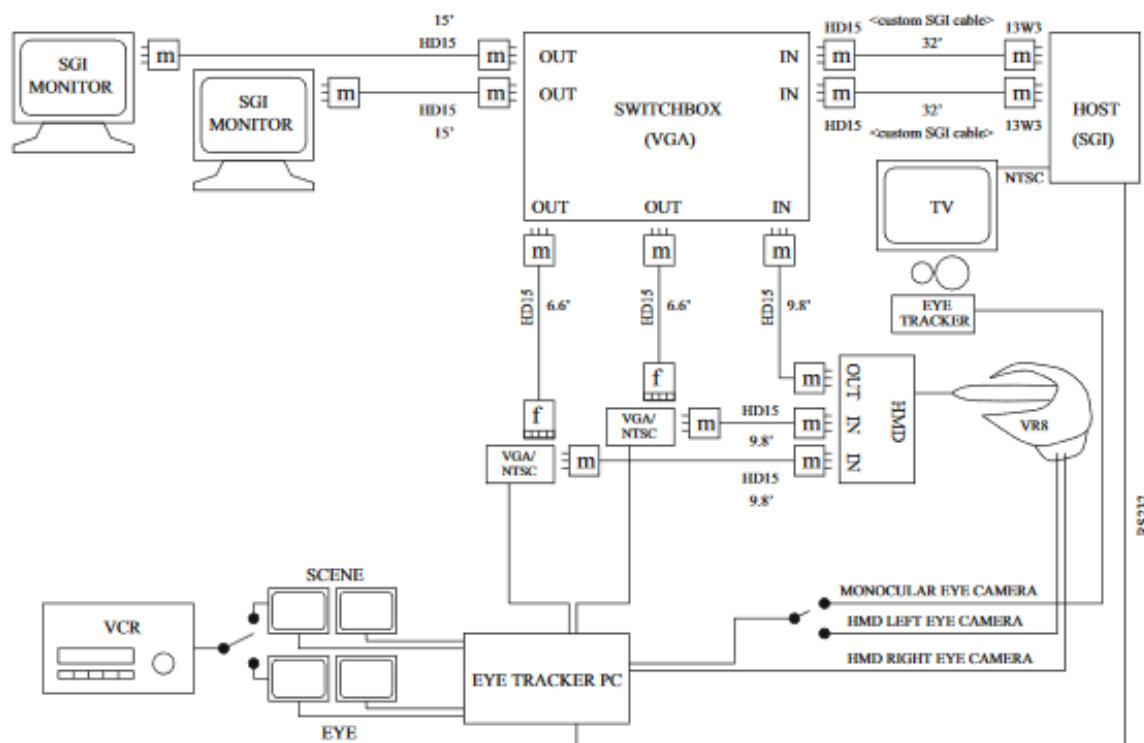 15'
HD15
SGI
MONITOR
m
m
SGI
MONITOR
m
m
HD15
15'
OUT
OUT
SWITCHBOX
(VGA)
IN
IN
OUT
OUT
IN
HD15
<custom SGI cable>
13W3
32'
m
m
m
m
32'
HD15
<custom SGI cable>
13W3
HOST
(SGI)
NTSC
TV
EYE
TRACKER
m
m
m
HD15
6.6'
HD15
6.6'
HD15
9.8'
f
f
VGA/
NTSC
VGA/
NTSC
m
HD15
9.8'
m
m
HD15
9.8'
m
m
OUT
IN
IN
HMD
VR8
RS232
SCENE
VCR
EYE
EYE TRACKER PC
MONOCULAR EYE CAMERA
HMD LEFT EYE CAMERA
HMD RIGHT EYE CAMERA